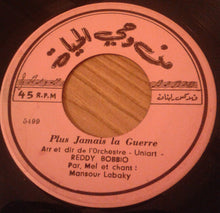 من وحي الحياة
45 R.P.M
5499
Plus Jamais la Guerre
Arr et dir de l'Orchestre - Uniart -
REDDY BOBBIO
Par, Mel et chant :
Mansour Labaky